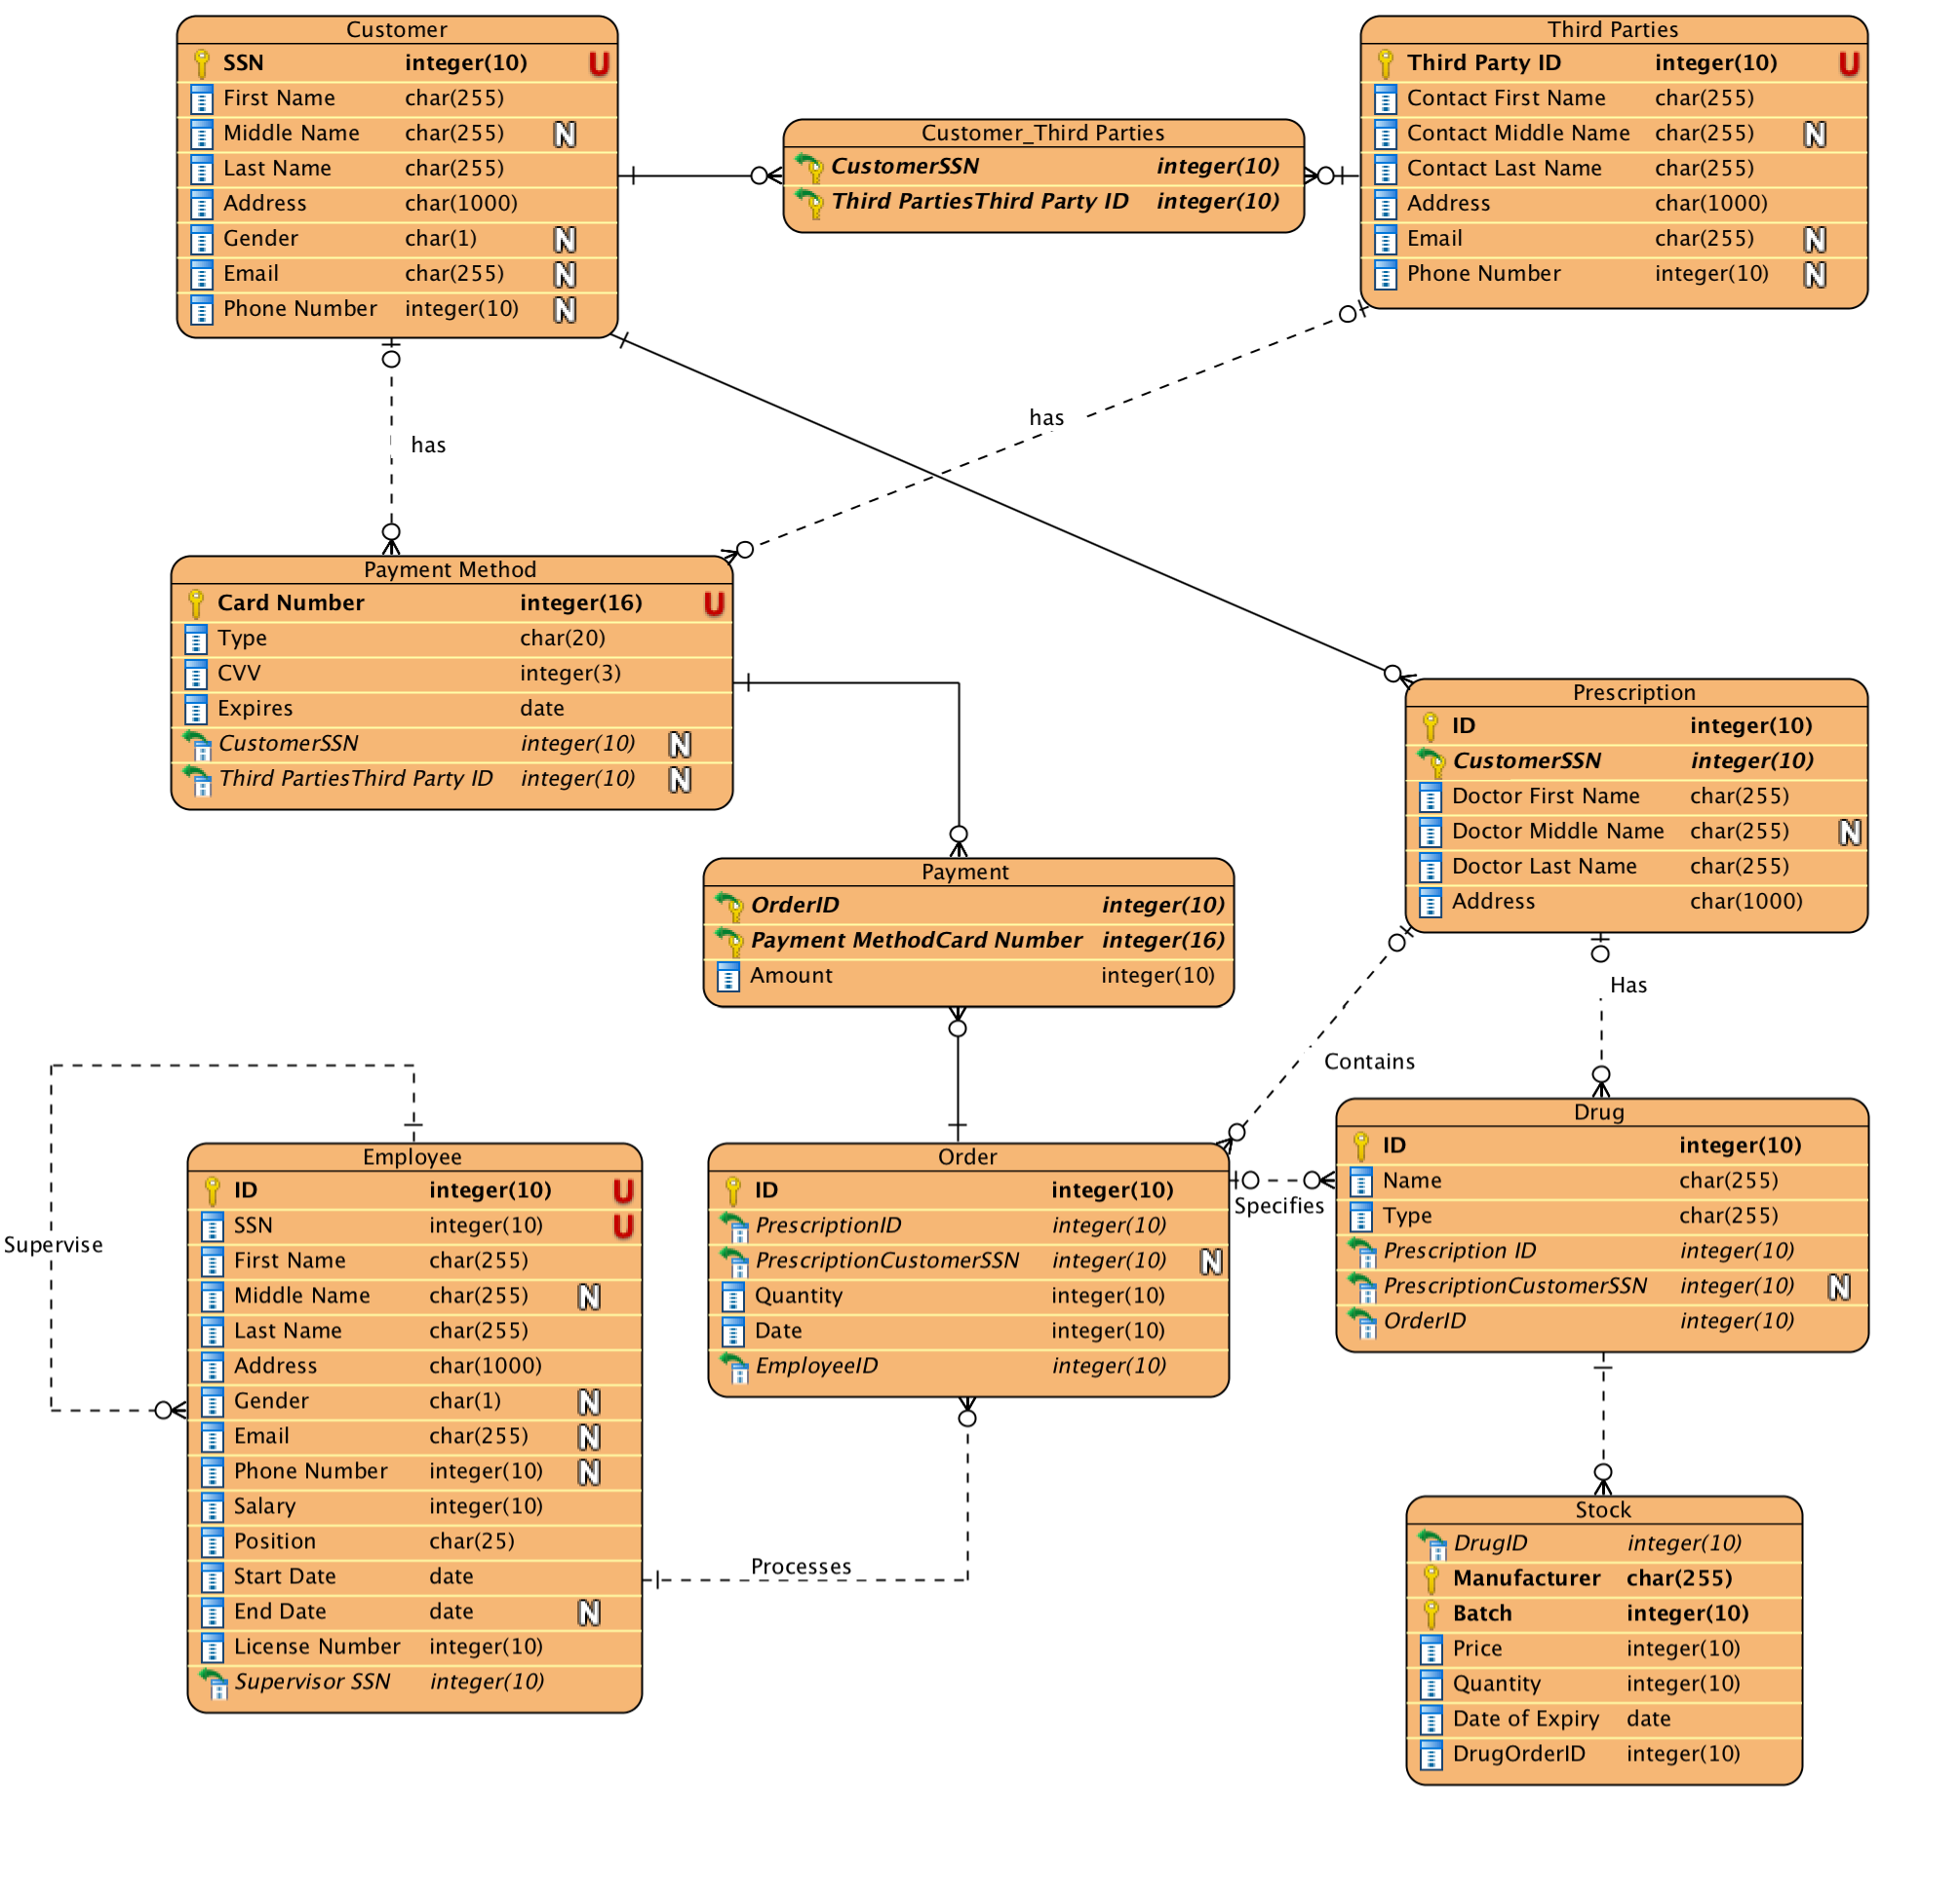 Customer
SSN integer(10) U
First Name char(255)
Middle Name char(255) N
Last Name char(255)
Address char(1000)
Gender char(1) N
Email char(255) N
Phone Number integer(10) N
Customer_Third Parties
CustomerSSN integer(10)
Third PartiesThird Party ID integer(10)
Third Parties
Third Party ID integer(10) U
Contact First Name char(255)
Contact Middle Name char(255) N
Contact Last Name char(255)
Address char(1000)
Email char(255) N
Phone Number integer(10) N
has
has
Payment Method
Card Number integer(16) U
Type char(20)
CVV integer(3)
Expires date
CustomerSSN integer(10) N
Third PartiesThird Party ID integer(10) N
Prescription
ID integer(10)
CustomerSSN integer(10)
Doctor First Name char(255)
Doctor Middle Name char(255) N
Doctor Last Name char(255)
Address char(1000)
Payment
OrderID integer(10)
Payment MethodCard Number integer(16)
Amount integer(10)
Has
Contains
Supervise
Employee
ID integer(10) U
SSN integer(10) U
First Name char(255)
Middle Name char(255) N
Last Name char(255)
Address char(1000)
Gender char(1) N
Email char(255) N
Phone Number integer(10) N
Salary integer(10)
Position char(25)
Start Date date
End Date date N
License Number integer(10)
Supervisor SSN integer(10)
Order
ID integer(10)
PrescriptionID integer(10)
PrescriptionCustomerSSN integer(10) N
Quantity integer(10)
Date integer(10)
EmployeeID integer(10)
Specifies
Drug
ID integer(10)
Name char(255)
Type char(255)
Prescription ID integer(10)
PrescriptionCustomerSSN integer(10) N
OrderID integer(10)
Processes
Stock
DrugID integer(10)
Manufacturer char(255)
Batch integer(10)
Price integer(10)
Quantity integer(10)
Date of Expiry date
DrugOrderID integer(10)